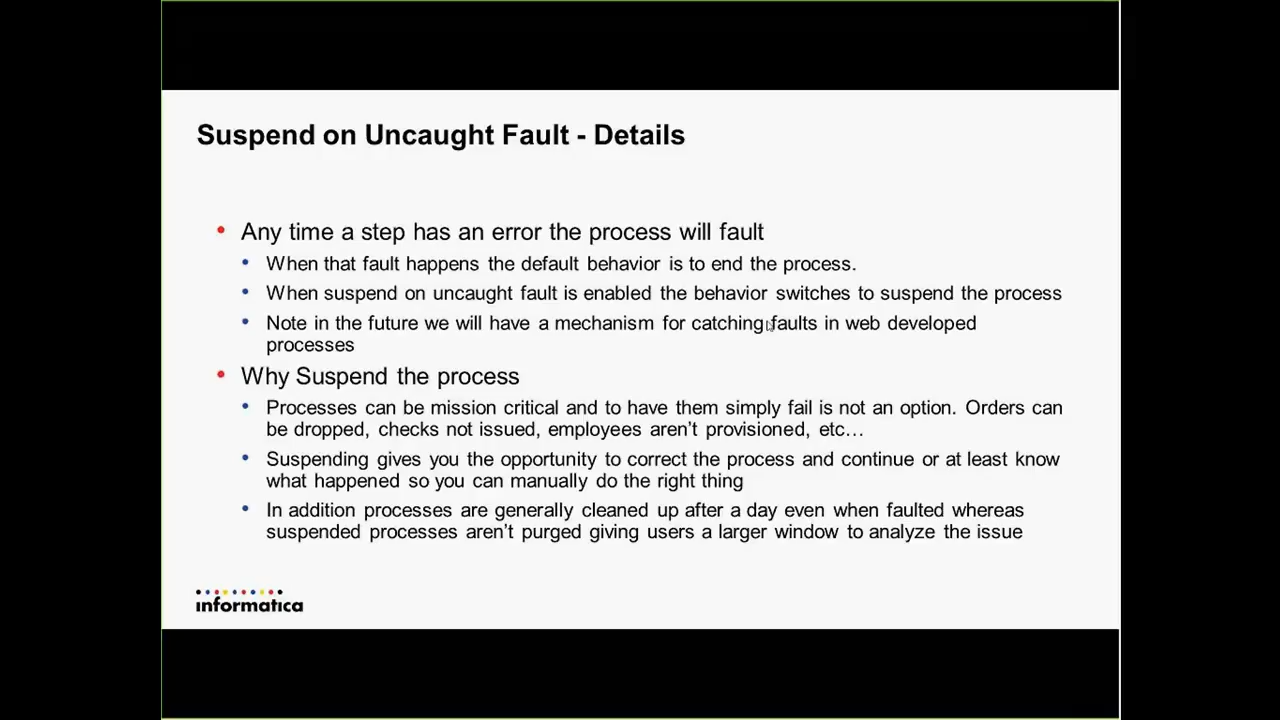 Suspend on Uncaught Fault - Details
Any time a step has an error the process will fault
When that fault happens the default behavior is to end the process.
When suspend on uncaught fault is enabled the behavior switches to suspend the process
Note in the future we will have a mechanism for catching faults in web developed
processes
Why Suspend the process
Processes can be mission critical and to have them simply fail is not an option. Orders can
be dropped, checks not issued, employees aren’t provisioned, etc…
Suspending gives you the opportunity to correct the process and continue or at least know
what happened so you can manually do the right thing
In addition processes are generally cleaned up after a day even when faulted whereas
suspended processes aren’t purged giving users a larger window to analyze the issue
informatica